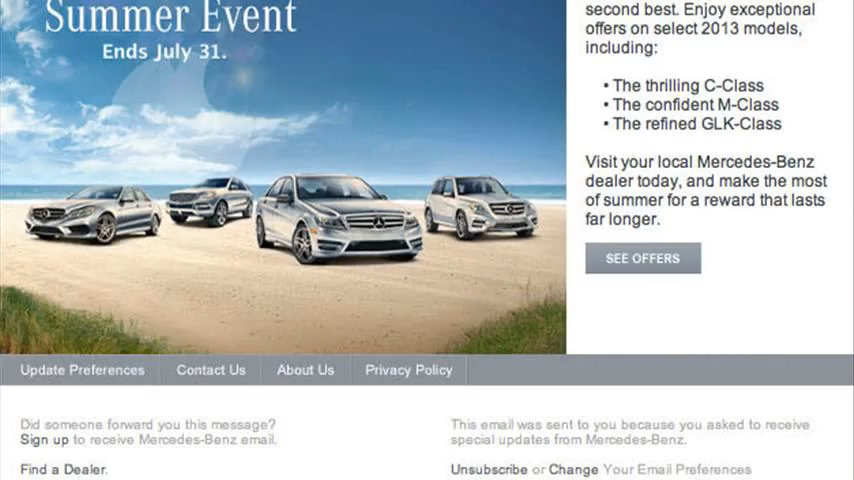 Summer Event
Ends July 31.
second best. Enjoy exceptional
offers on select 2013 models,
including:
• The thrilling C-Class
• The confident M-Class
• The refined GLK-Class
Visit your local Mercedes-Benz
dealer today, and make the most
of summer for a reward that lasts
far longer.
SEE OFFERS
Update Preferences
Contact Us
About Us
Privacy Policy
Did someone forward you this message?
Sign up to receive Mercedes-Benz email.
Find a Dealer.
This email was sent to you because you asked to receive
special updates from Mercedes-Benz.
Unsubscribe or Change Your Email Preferences